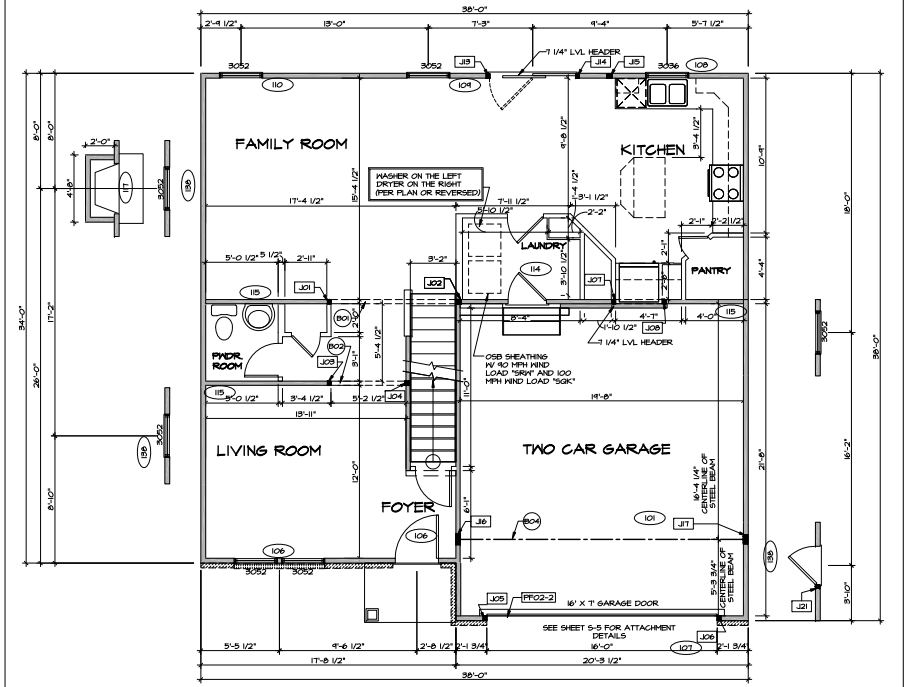 38'-0"
2'-9 1/2"
13'-0"
7'-3"
9'-4"
5'-7 1/2"
3052
3052
J13
7 1/4" LVL HEADER
J14
J15
3036
108
110
109
8'-0"
8'-0"
FAMILY ROOM
KITCHEN
9'-8 1/2"
3'-4 1/2"
10'-9"
2'-0"
4'-8"
117
3052
138
WASHER ON THE LEFT
DRYER ON THE RIGHT
(PER PLAN OR REVERSED)
15'-4 1/2"
17'-4 1/2"
5'-10 1/2"
7'-11 1/2"
3'-1 1/2"
2'-2"
2'-1"
2'-2 1/2"
18'-0"
LAUNDRY
114
3'-10 1/2"
2'-1"
PANTRY
4'-4"
5'-0 1/2"
5 1/2"
2'-11"
3'-2"
J01
J02
J07
115
B01
2'-0"
34'-0"
17'-2"
26'-0"
38'-0"
PWDR
ROOM
B02
J03
3'-1"
5'-4 1/2"
8'-4"
1'-10 1/2"
J08
4'-7"
4'-0"
115
7 1/4" LVL HEADER
3052
OSB SHEATHING
W/ 90 MPH WIND
LOAD "SRW" AND 100
MPH WIND LOAD "SGK"
115
5'-0 1/2"
3'-4 1/2"
5'-2 1/2"
J04
11'-0"
19'-8"
13'-11"
3052
138
LIVING ROOM
12'-0"
TWO CAR GARAGE
16'-4 1/4"
CENTERLINE OF
STEEL BEAM
21'-8"
16'-2"
8'-10"
FOYER
6'-1"
J16
B04
101
J17
106
106
138
3052
3052
5'-3 3/4"
CENTERLINE OF
STEEL BEAM
J05
PF02-2
16' X 7' GARAGE DOOR
J21
3'-10"
SEE SHEET S-5 FOR ATTACHMENT
DETAILS
J06
107
5'-5 1/2"
9'-6 1/2"
2'-8 1/2"
2'-1 3/4"
16'-0"
2'-1 3/4"
17'-8 1/2"
20'-3 1/2"
38'-0"